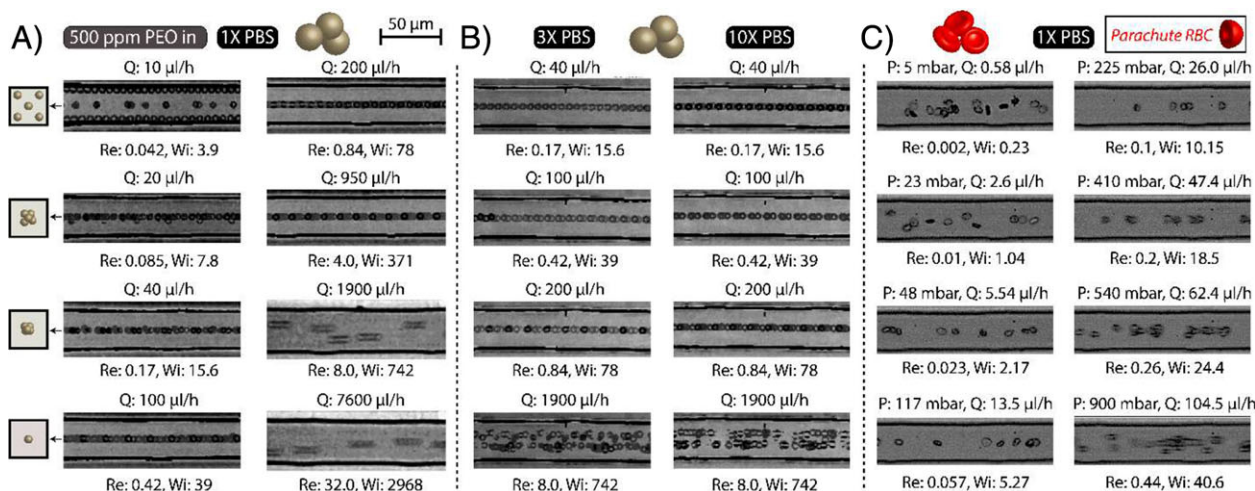 A) 500 ppm PEO in 1X PBS
50 µm
B) 3X PBS 10X PBS
C) 1X PBS Parachute RBC
Q: 10 µl/h Q: 200 µl/h Q: 40 µl/h Q: 40 µl/h P: 5 mbar, Q: 0.58 µl/h P: 225 mbar, Q: 26.0 µl/h
Re: 0.042, Wi: 3.9 Re: 0.84, Wi: 78 Re: 0.17, Wi: 15.6 Re: 0.17, Wi: 15.6 Re: 0.002, Wi: 0.23 Re: 0.1, Wi: 10.15
Q: 20 µl/h Q: 950 µl/h Q: 100 µl/h Q: 100 µl/h P: 23 mbar, Q: 2.6 µl/h P: 410 mbar, Q: 47.4 µl/h
Re: 0.085, Wi: 7.8 Re: 4.0, Wi: 371 Re: 0.42, Wi: 39 Re: 0.42, Wi: 39 Re: 0.01, Wi: 1.04 Re: 0.2, Wi: 18.5
Q: 40 µl/h Q: 1900 µl/h Q: 200 µl/h Q: 200 µl/h P: 48 mbar, Q: 5.54 µl/h P: 540 mbar, Q: 62.4 µl/h
Re: 0.17, Wi: 15.6 Re: 8.0, Wi: 742 Re: 0.84, Wi: 78 Re: 0.84, Wi: 78 Re: 0.023, Wi: 2.17 Re: 0.26, Wi: 24.4
Q: 100 µl/h Q: 7600 µl/h Q: 1900 µl/h Q: 1900 µl/h P: 117 mbar, Q: 13.5 µl/h P: 900 mbar, Q: 104.5 µl/h
Re: 0.42, Wi: 39 Re: 32.0, Wi: 2968 Re: 8.0, Wi: 742 Re: 8.0, Wi: 742 Re: 0.057, Wi: 5.27 Re: 0.44, Wi: 40.6